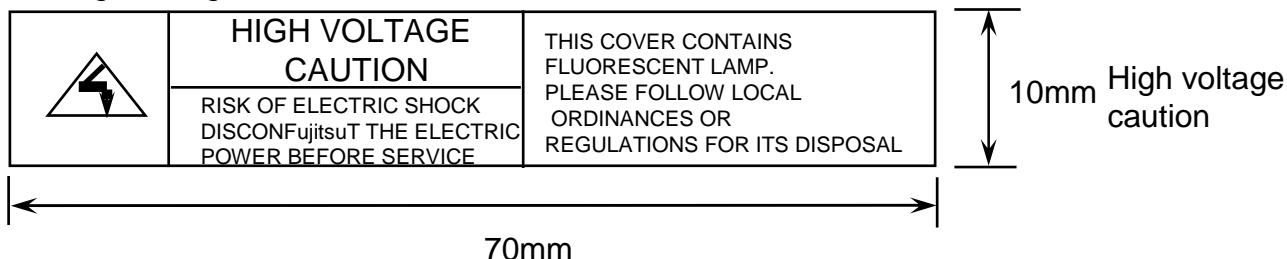 HIGH VOLTAGE
CAUTION
RISK OF ELECTRIC SHOCK
DISCONFujitsuT THE ELECTRIC
POWER BEFORE SERVICE
THIS COVER CONTAINS
FLUORESCENT LAMP.
PLEASE FOLLOW LOCAL
ORDINANCES OR
REGULATIONS FOR ITS DISPOSAL
10mm
High voltage
caution
70mm